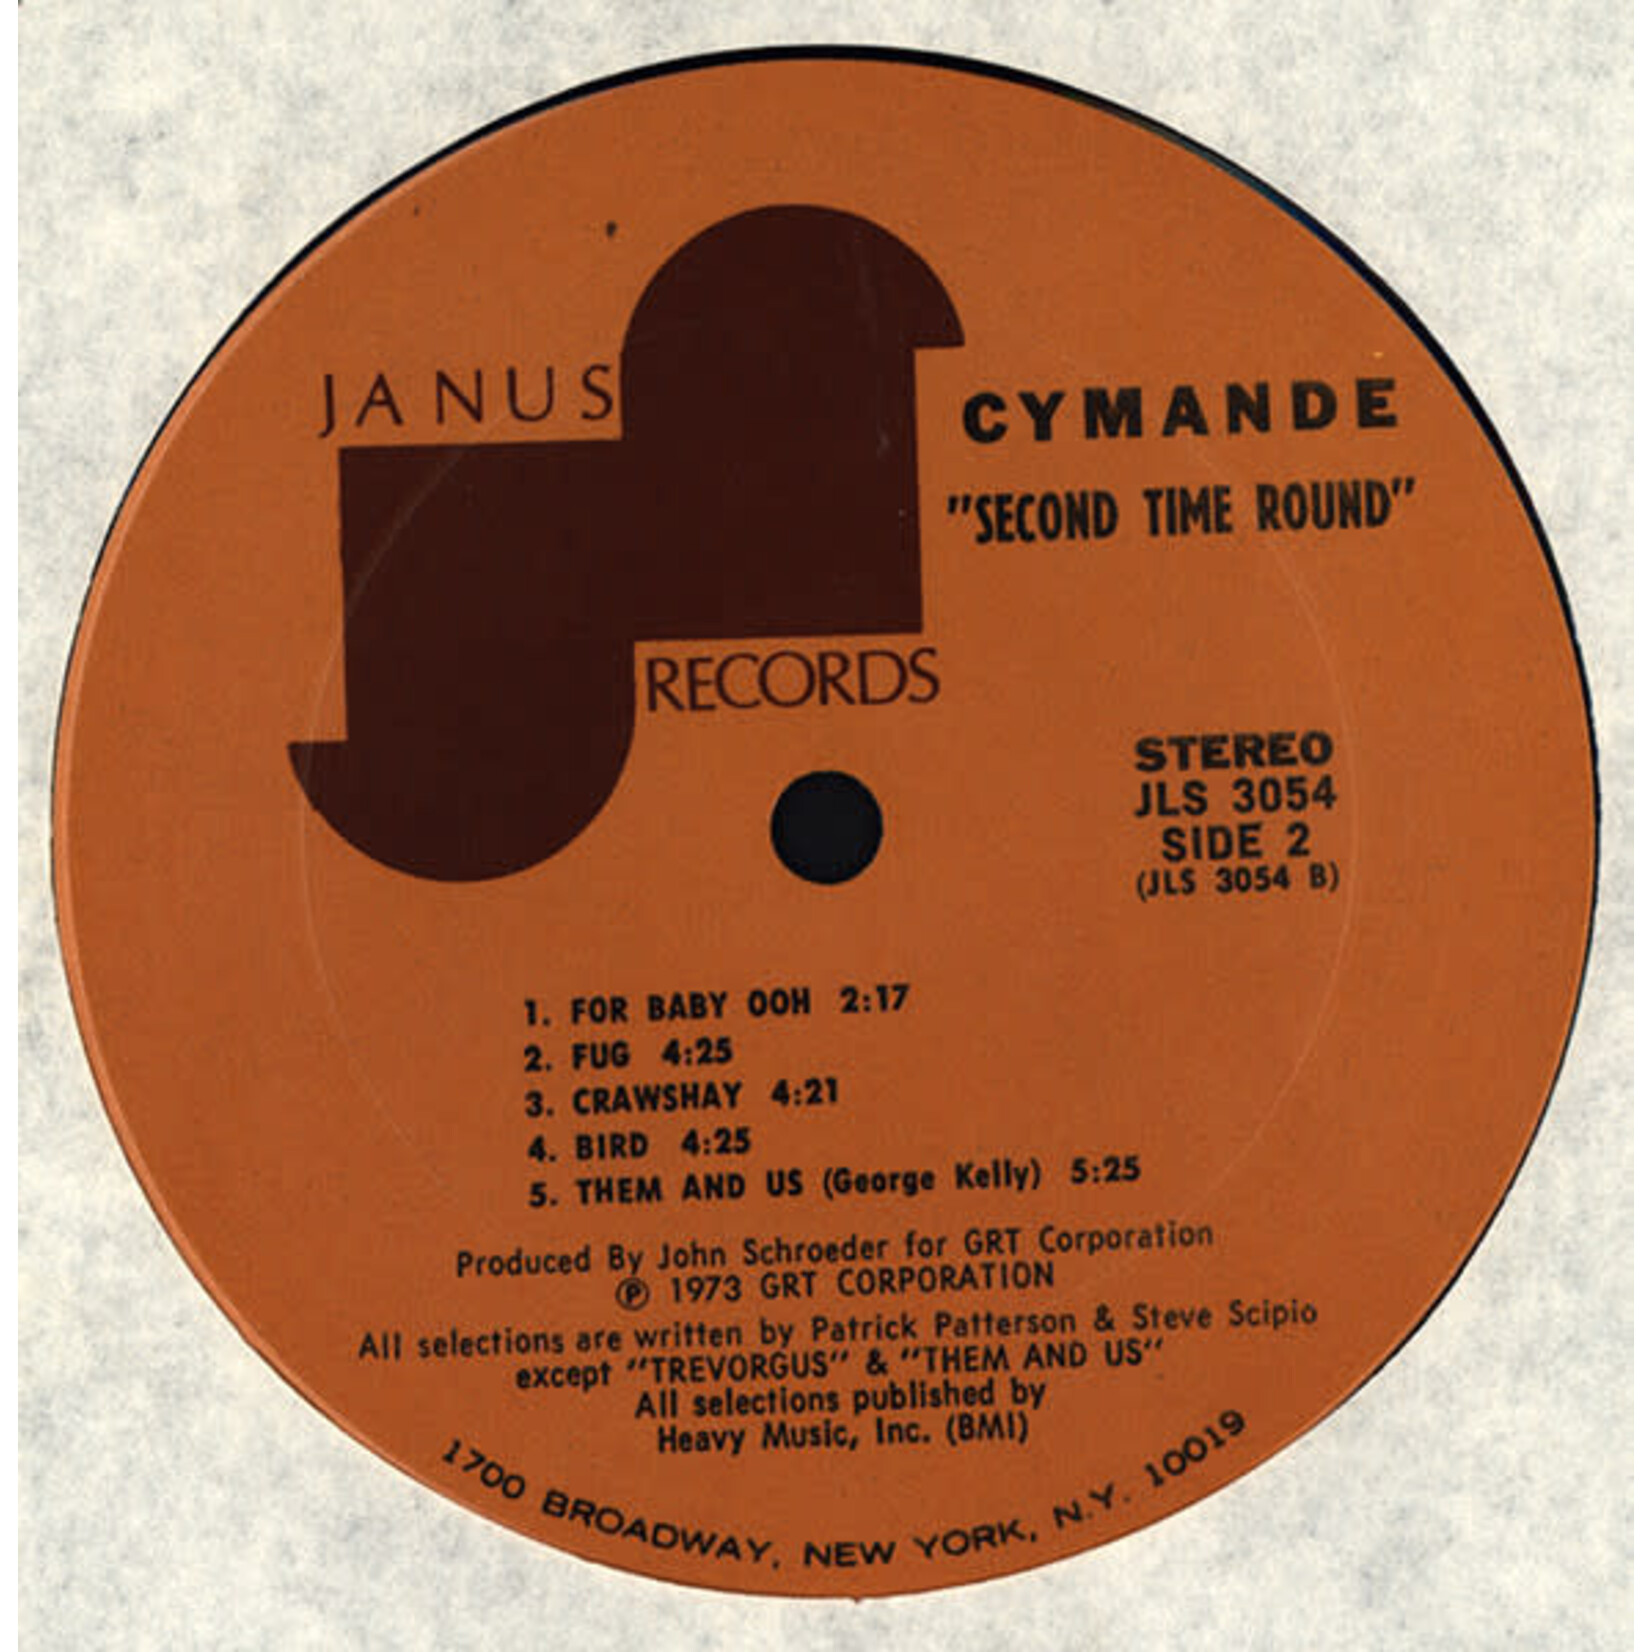 JANUS
RECORDS
CYMANDE
"SECOND TIME ROUND"
STEREO
JLS 3054
SIDE 2
(JLS 3054 B)
1. FOR BABY OOH 2:17
2. FUG 4:25
3. CRAWSHAY 4:21
4. BIRD 4:25
5. THEM AND US (George Kelly) 5:25
Produced By John Schroeder for GRT Corporation
℗ 1973 GRT CORPORATION
All selections are written by Patrick Patterson & Steve Scipio
except "TREVORGUS" & "THEM AND US"
All selections published by
Heavy Music, Inc. (BMI)
1700 BROADWAY, NEW YORK, N.Y. 10019